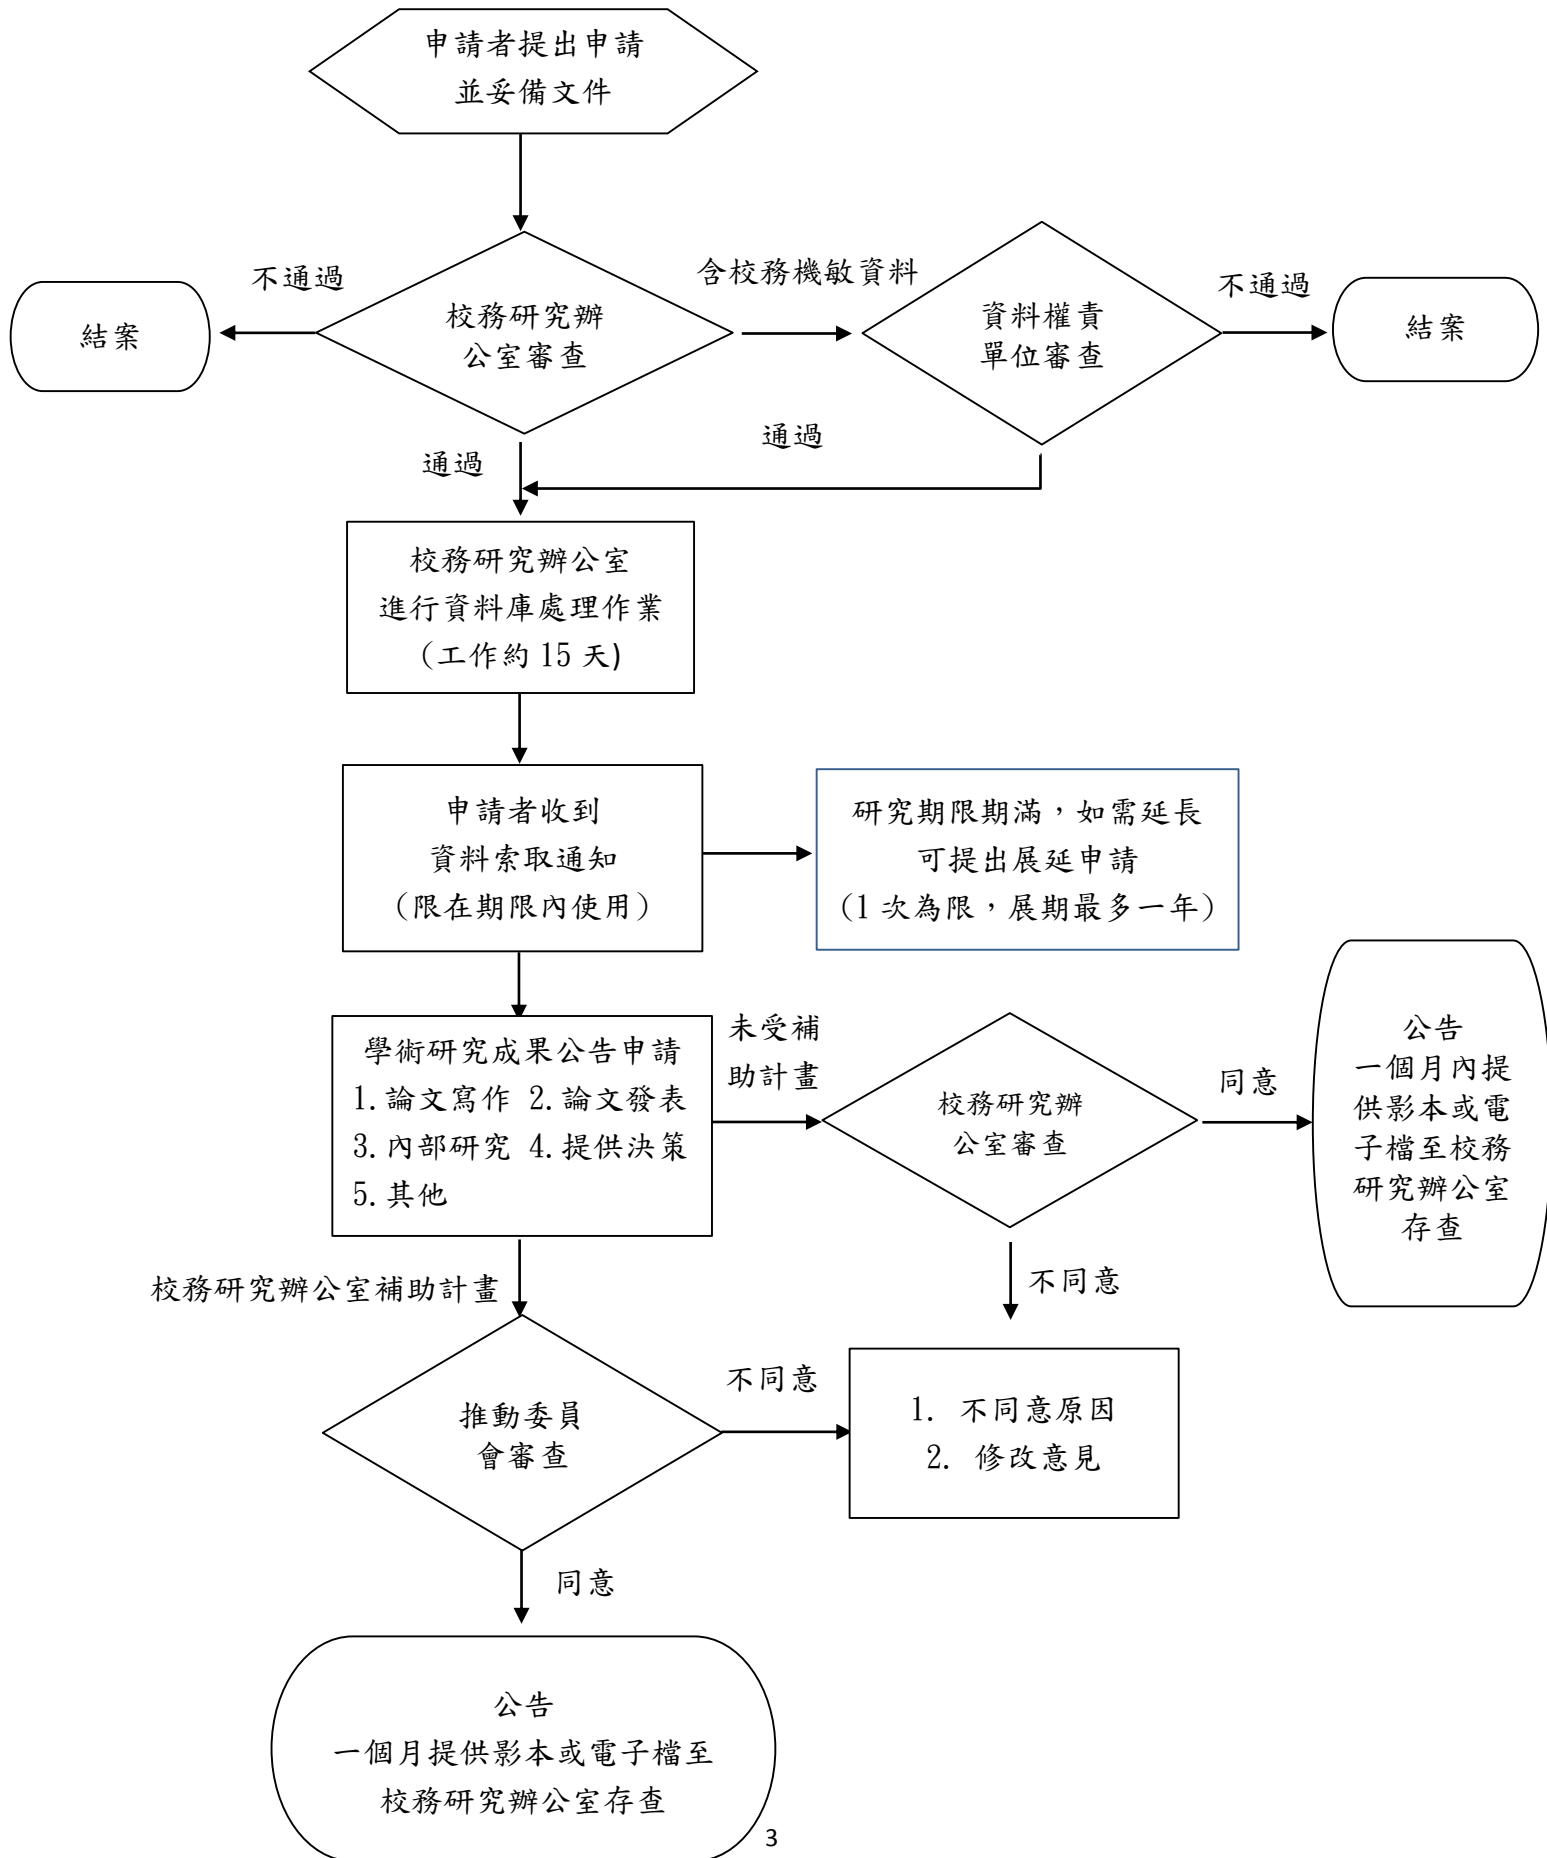 申請者提出申請
並妥備文件
不通過
含校務機敏資料
不通過
結案
校務研究辦
公室審查
資料權責
單位審查
結案
通過
通過
校務研究辦公室
進行資料庫處理作業
(工作約 15 天)
申請者收到
資料索取通知
(限在期限內使用)
研究期限期滿，如需延長
可提出展延申請
(1 次為限，展期最多一年)
學術研究成果公告申請
1.論文寫作 2.論文發表
3.內部研究 4.提供決策
5.其他
未受補
助計畫
校務研究辦
公室審查
同意
公告
一個月內提
供影本或電
子檔至校務
研究辦公室
存查
校務研究辦公室補助計畫
不同意
推動委員
會審查
不同意
1. 不同意原因
2. 修改意見
同意
公告
一個月提供影本或電子檔至
校務研究辦公室存查
3